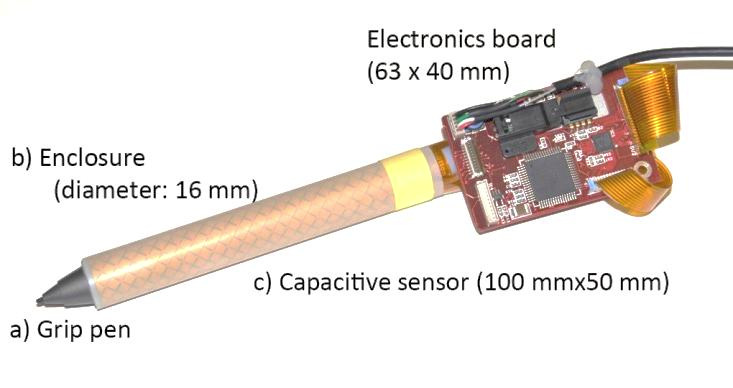 Electronics board
(63 x 40 mm)
b) Enclosure
(diameter: 16 mm)
c) Capacitive sensor (100 mmx50 mm)
a) Grip pen